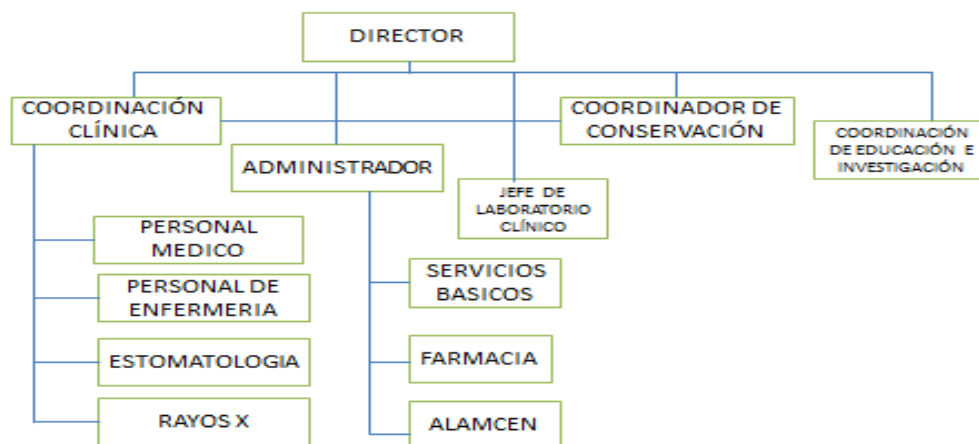 DIRECTOR
COORDINACIÓN
CLÍNICA
COORDINADOR DE
CONSERVACIÓN
COORDINACIÓN
DE EDUCACIÓN E
INVESTIGACIÓN
ADMINISTRADOR
JEFE DE
LABORATORIO
CLÍNICO
PERSONAL
MEDICO
PERSONAL DE
ENFERMERIA
ESTOMATOLOGIA
RAYOS X
SERVICIOS
BASICOS
FARMACIA
ALAMCEN